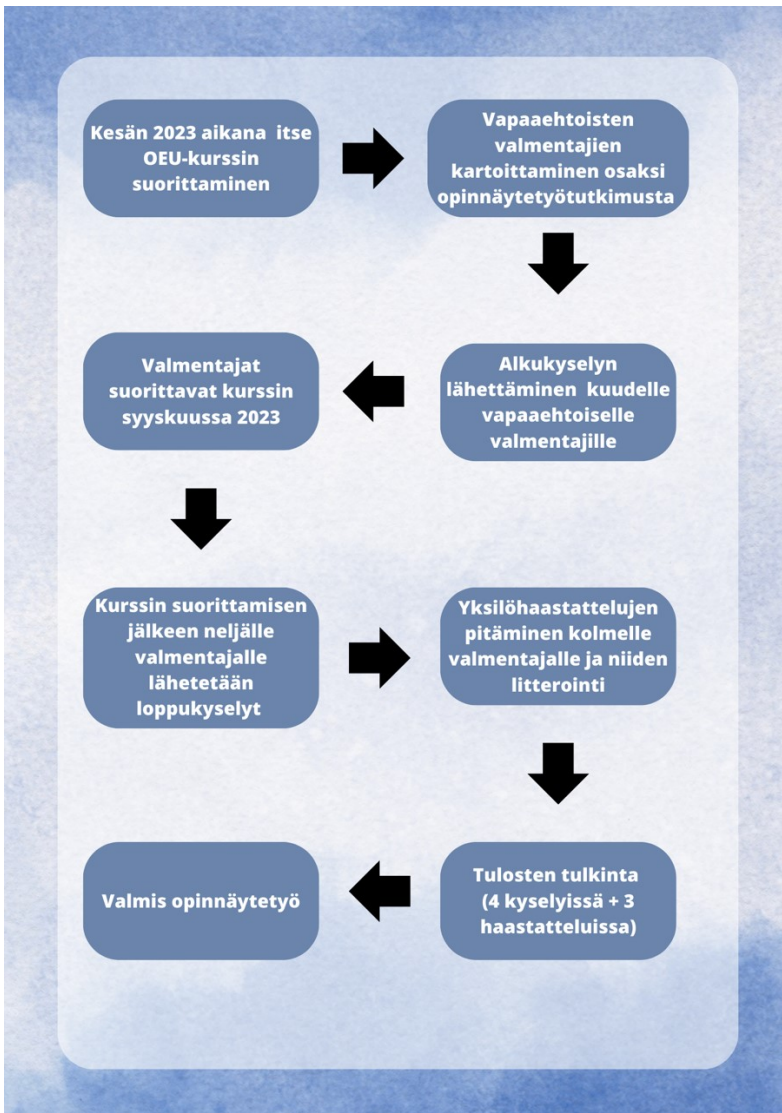 Kesän 2023 aikana itse
OEU-kurssin
suorittaminen
Vapaaehtoisten
valmentajien
kartoittaminen osaksi
opinnäytetyötutkimusta
Alkukyselyn
lähettäminen kuudelle
vapaaehtoiselle
valmentajille
Valmentajat
suorittavat kurssin
syyskuussa 2023
Kurssin suorittamisen
jälkeen neljälle
valmentajalle
lähetetään
loppukyselyt
Yksilöhaastattelujen
pitäminen kolmelle
valmentajalle ja niiden
litterointi
Tulosten tulkinta
(4 kyselyissä + 3
haastatteluissa)
Valmis opinnäytetyö